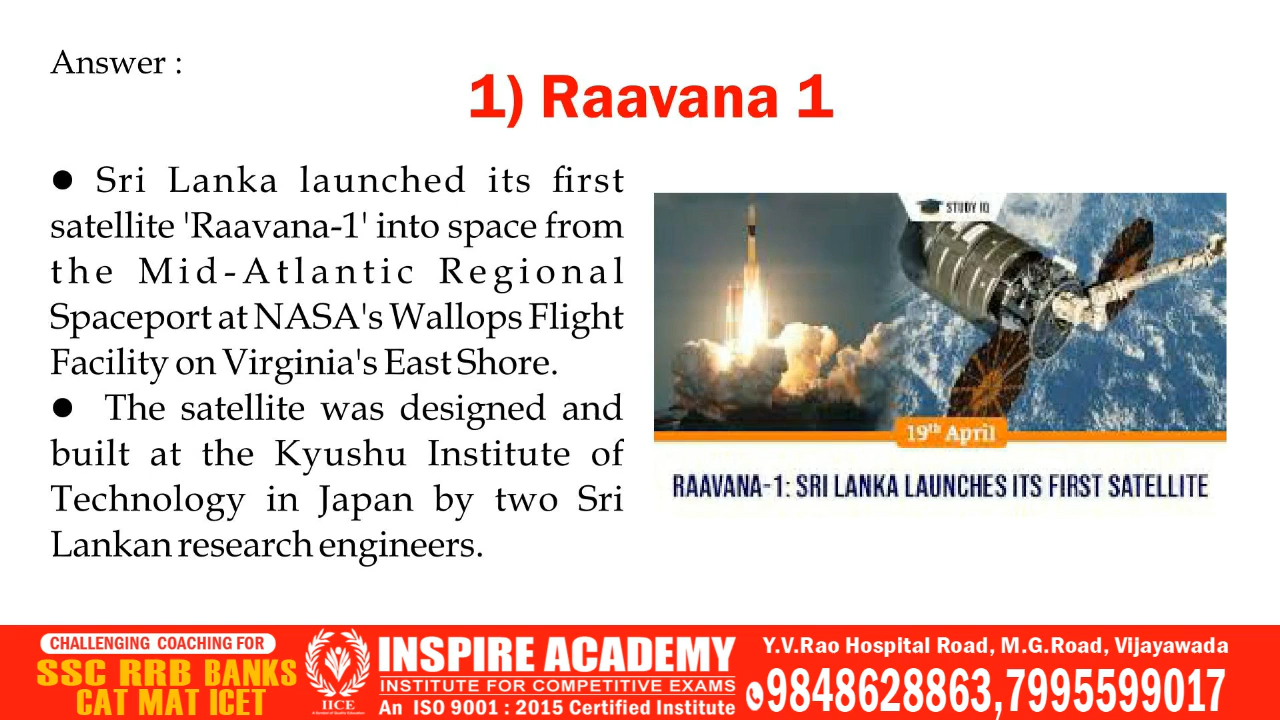 Answer :
1) Raavana 1
● Sri Lanka launched its first
satellite 'Raavana-1' into space from
the Mid-Atlantic Regional
Spaceport at NASA's Wallops Flight
Facility on Virginia's East Shore.
● The satellite was designed and
built at the Kyushu Institute of
Technology in Japan by two Sri
Lankan research engineers.
STUDY IQ
19th April
RAAVANA-1: SRI LANKA LAUNCHES ITS FIRST SATELLITE
CHALLENGING COACHING FOR
SSC RRB BANKS
CAT MAT ICET
IICE
INSPIRE ACADEMY
INSTITUTE FOR COMPETITIVE EXAMS
An ISO 9001 : 2015 Certified Institute
Y.V.Rao Hospital Road, M.G.Road, Vijayawada
9848628863,7995599017